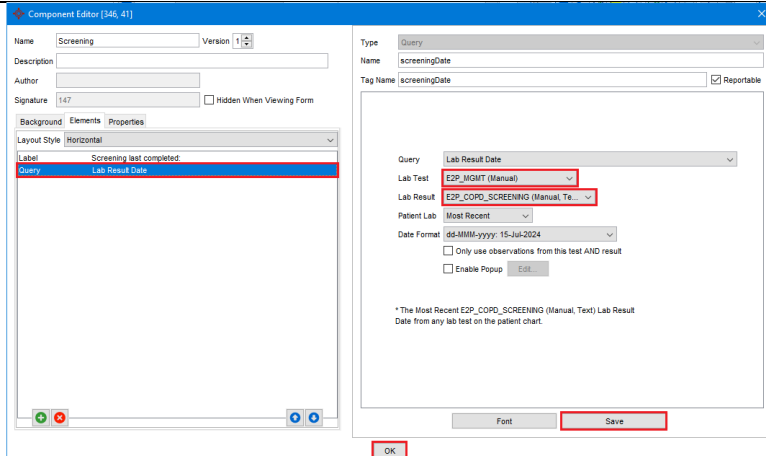 Component Editor [346, 41]
Name Screening Version 1
Description
Author
Signature 147 Hidden When Viewing Form
Background Elements Properties
Layout Style Horizontal
Label Screening last completed:
Query Lab Result Date
Type Query
Name screeningDate
Tag Name screeningDate Reportable
Query Lab Result Date
Lab Test E2P_MGMT (Manual)
Lab Result E2P_COPD_SCREENING (Manual, Te...
Patient Lab Most Recent
Date Format dd-MMM-yyyy: 15-Jul-2024
Only use observations from this test AND result
Enable Popup Edit...
* The Most Recent E2P_COPD_SCREENING (Manual, Text) Lab Result
Date from any lab test on the patient chart.
Font Save
OK